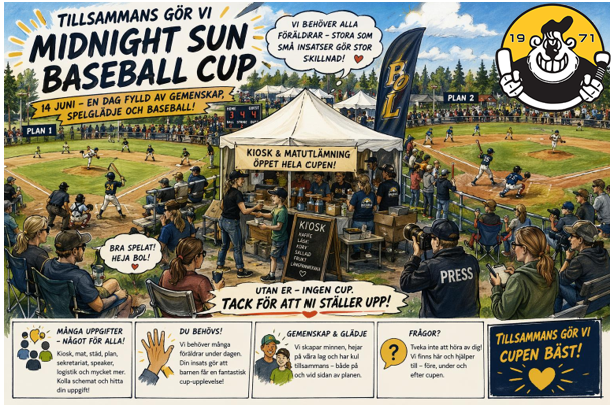 TILLSAMMANS GÖR VI
MIDNIGHT SUN
BASEBALL CUP
14 JUNI - EN DAG FYLLD AV GEMENSKAP,
SPELGLÄDJE OCH BASEBALL!
VI BEHÖVER ALLA
FÖRÄLDRAR - STORA SOM
SMÅ INSATSER GÖR STOR
SKILLNAD!
BOL
1971
PLAN 1
PLAN 2
3 4 4
KIOSK & MATUTLÄMNING
ÖPPET HELA CUPEN!
KIOSK
KAFFE
LÄSK
KORV
SALLAD
FRUKT
BRA SPELAT!
HEJA BOL!
PRESS
UTAN ER - INGEN CUP.
TACK FÖR ATT NI STÄLLER UPP!
MÅNGA UPPGIFTER
- NÅGOT FÖR ALLA!
Kiosk, mat, städ, plan,
sekretariat, speaker,
logistik och mycket mer.
Kolla schemat och hitta
din uppgift!
DU BEHÖVS!
Vi behöver många
föräldrar under dagen.
Din insats gör att
barnen får en fantastisk
cup-upplevelse!
GEMENSKAP & GLÄDJE
Vi skapar minnen, hejar
på våra lag och har kul
tillsammans – både på
och vid sidan av planen.
FRÅGOR?
Tveka inte att höra av dig!
Vi finns här och hjälper
till – före, under och
efter cupen.
TILLSAMMANS GÖR VI
CUPEN BÄST!